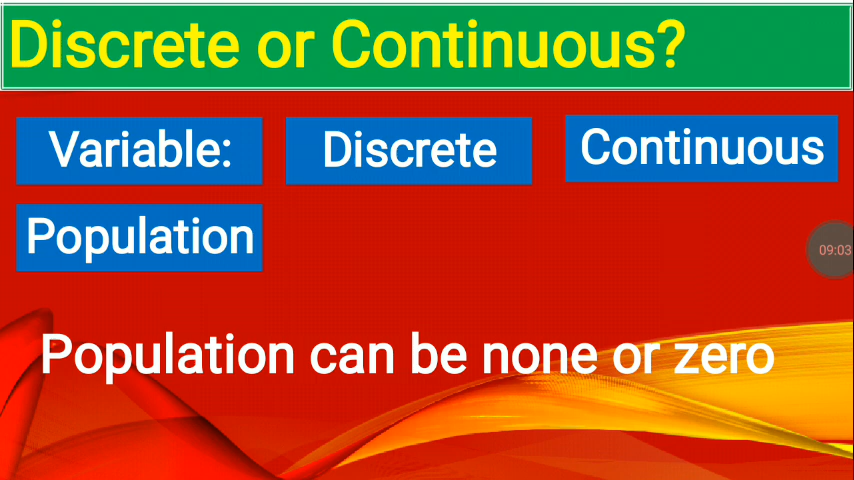 Discrete or Continuous?
Variable: Discrete Continuous
Population
09:03
Population can be none or zero